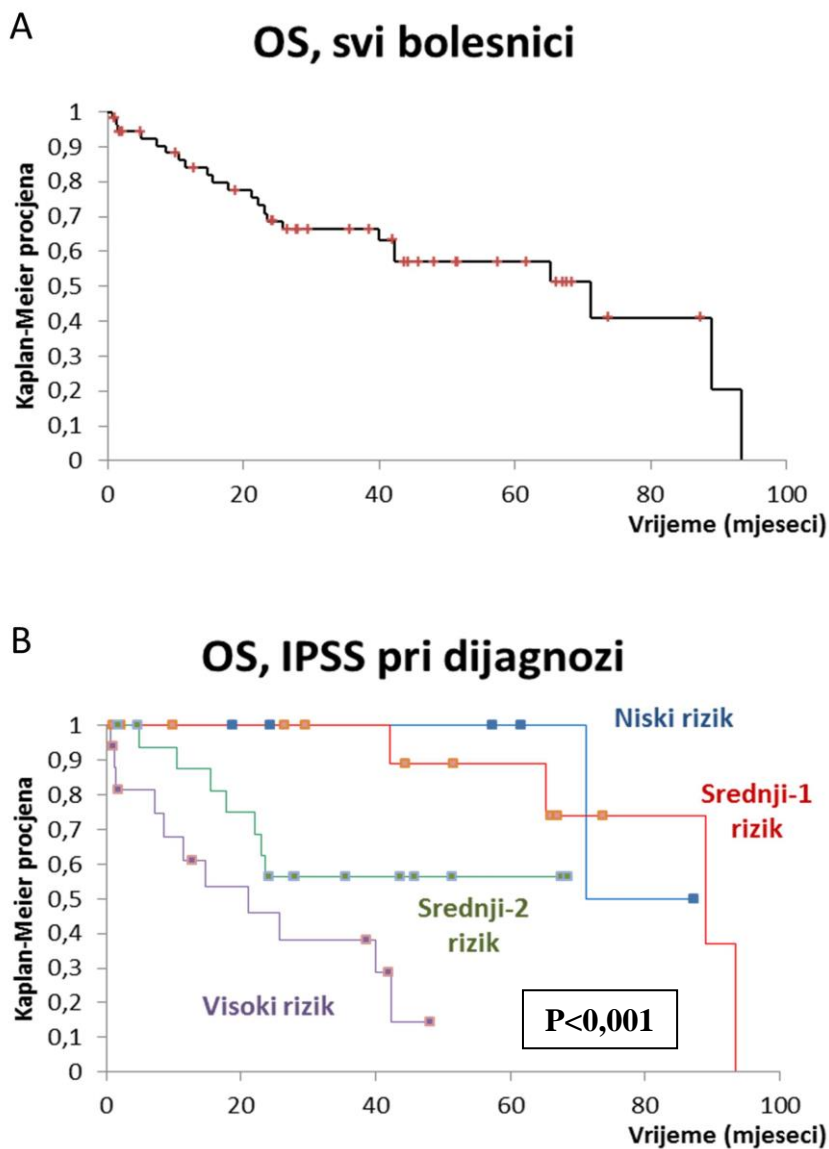 A
OS, svi bolesnici
Kaplan-Meier procjena
1
0,9
0,8
0,7
0,6
0,5
0,4
0,3
0,2
0,1
0
0 20 40 60 80 100
Vrijeme (mjeseci)
B
OS, IPSS pri dijagnozi
Kaplan-Meier procjena
1
0,9
0,8
0,7
0,6
0,5
0,4
0,3
0,2
0,1
0
Niski rizik
Srednji-1
rizik
Srednji-2
rizik
Visoki rizik
P<0,001
0 20 40 60 80 100
Vrijeme (mjeseci)